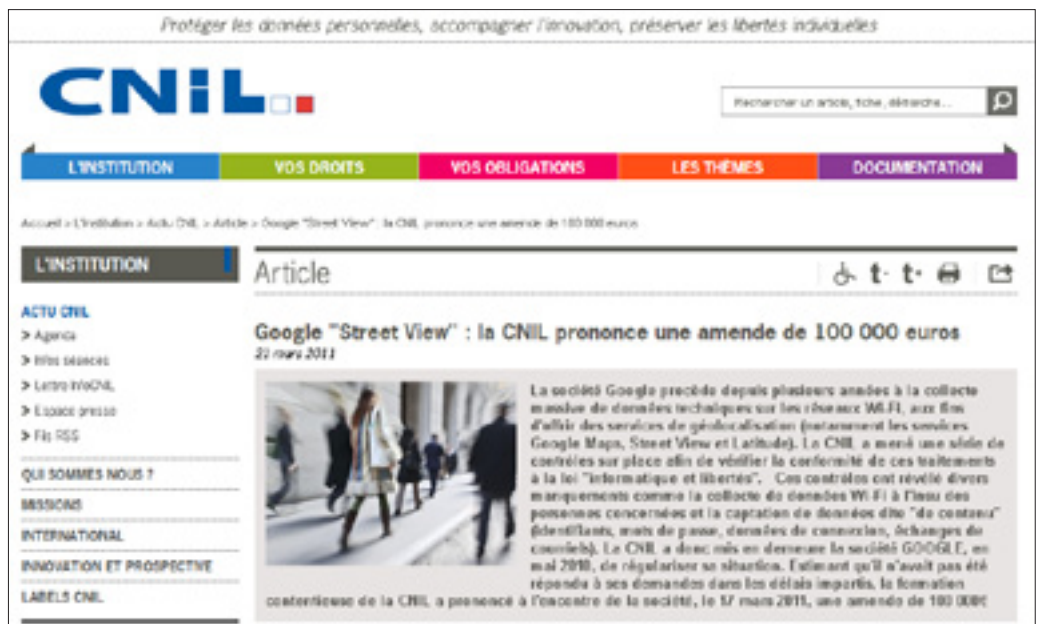 Protéger les données personnelles, accompagner l'innovation, préserver les libertés individuelles
CNIL
Rechercher un article, fiche, démarche...
L'INSTITUTION VOS DROITS VOS OBLIGATIONS LES THÈMES DOCUMENTATION
Accueil > L'Institution > Actu CNIL > Article > Google "Street View" : la CNIL prononce une amende de 100 000 euros
L'INSTITUTION
ACTU CNIL
> Agenda
> Infos séances
> Lettre InfoCNIL
> Espace presse
> Fils RSS
QUI SOMMES NOUS ?
MISSIONS
INTERNATIONAL
INNOVATION ET PROSPECTIVE
LABELS CNIL
Article
t- t+
Google "Street View" : la CNIL prononce une amende de 100 000 euros
21 mars 2011
La société Google procède depuis plusieurs années à la collecte
massive de données techniques sur les réseaux Wi-Fi, aux fins
d'offrir des services de géolocalisation (notamment les services
Google Maps, Street View et Latitude). La CNIL a mené une série de
contrôles sur place afin de vérifier la conformité de ces traitements
à la loi "informatique et libertés". Ces contrôles ont révélé divers
manquements comme la collecte de données Wi-Fi à l'insu des
personnes concernées et la captation de données dite "de contenu"
(identifiants, mots de passe, données de connexion, échanges de
courriels). La CNIL a donc mis en demeure la société GOOGLE, en
mai 2010, de régulariser sa situation. Estimant qu'il n'avait pas été
répondu à ses demandes dans les délais impartis, la formation
contentieuse de la CNIL a prononcé à l'encontre de la société, le 17 mars 2011, une amende de 100 000€